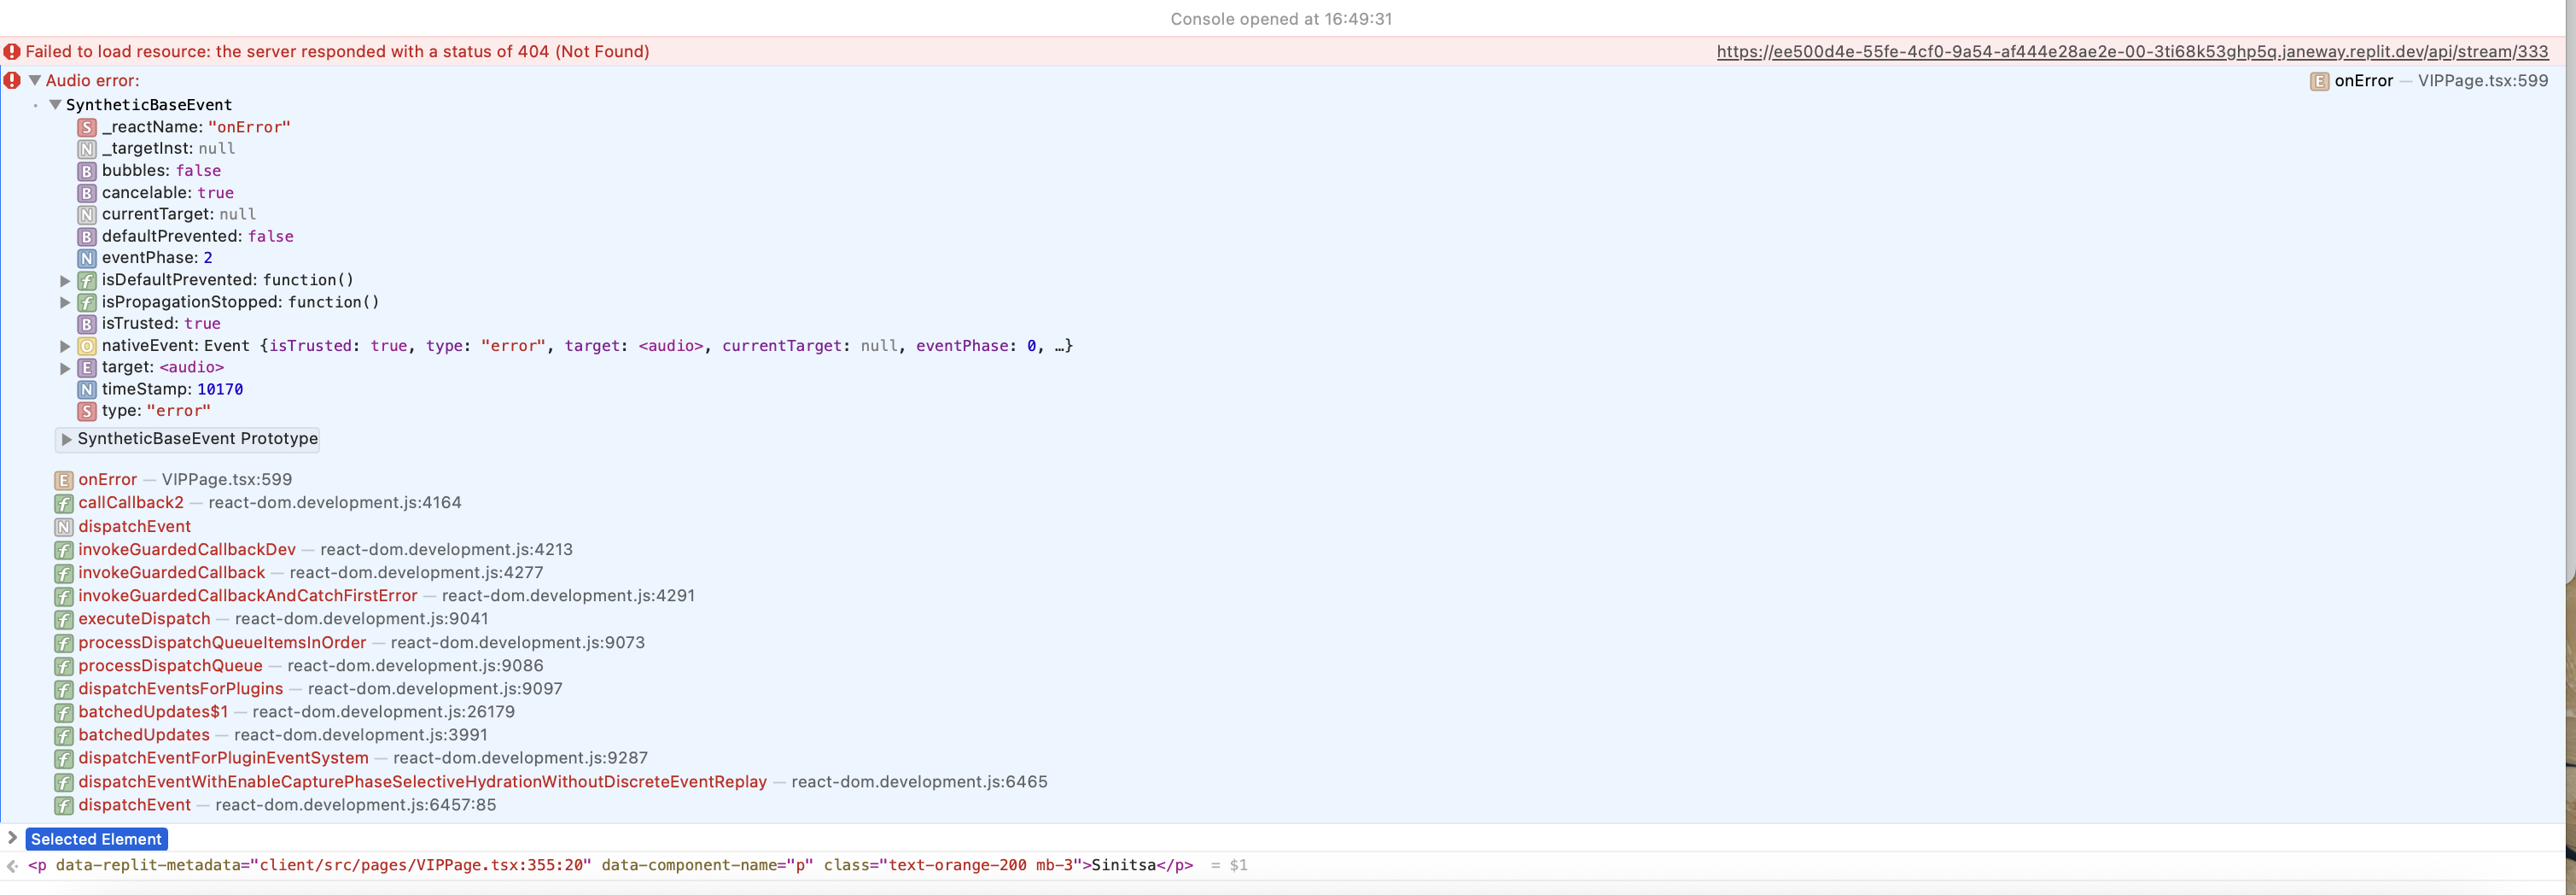 Console opened at 16:49:31
Failed to load resource: the server responded with a status of 404 (Not Found) https://ee500d4e-55fe-4cf0-9a54-af444e28ae2e-00-3ti68k53ghp5q.janeway.replit.dev/api/stream/333
Audio error: E onError — VIPPage.tsx:599
SyntheticBaseEvent
S _reactName: "onError"
N _targetInst: null
B bubbles: false
B cancelable: true
N currentTarget: null
B defaultPrevented: false
N eventPhase: 2
f isDefaultPrevented: function()
f isPropagationStopped: function()
B isTrusted: true
O nativeEvent: Event {isTrusted: true, type: "error", target: <audio>, currentTarget: null, eventPhase: 0, …}
E target: <audio>
N timeStamp: 10170
S type: "error"
SyntheticBaseEvent Prototype
E onError — VIPPage.tsx:599
f callCallback2 — react-dom.development.js:4164
N dispatchEvent
f invokeGuardedCallbackDev — react-dom.development.js:4213
f invokeGuardedCallback — react-dom.development.js:4277
f invokeGuardedCallbackAndCatchFirstError — react-dom.development.js:4291
f executeDispatch — react-dom.development.js:9041
f processDispatchQueueItemsInOrder — react-dom.development.js:9073
f processDispatchQueue — react-dom.development.js:9086
f dispatchEventsForPlugins — react-dom.development.js:9097
f batchedUpdates$1 — react-dom.development.js:26179
f batchedUpdates — react-dom.development.js:3991
f dispatchEventForPluginEventSystem — react-dom.development.js:9287
f dispatchEventWithEnableCapturePhaseSelectiveHydrationWithoutDiscreteEventReplay — react-dom.development.js:6465
f dispatchEvent — react-dom.development.js:6457:85
Selected Element
<p data-replit-metadata="client/src/pages/VIPPage.tsx:355:20" data-component-name="p" class="text-orange-200 mb-3">Sinitsa</p> = $1